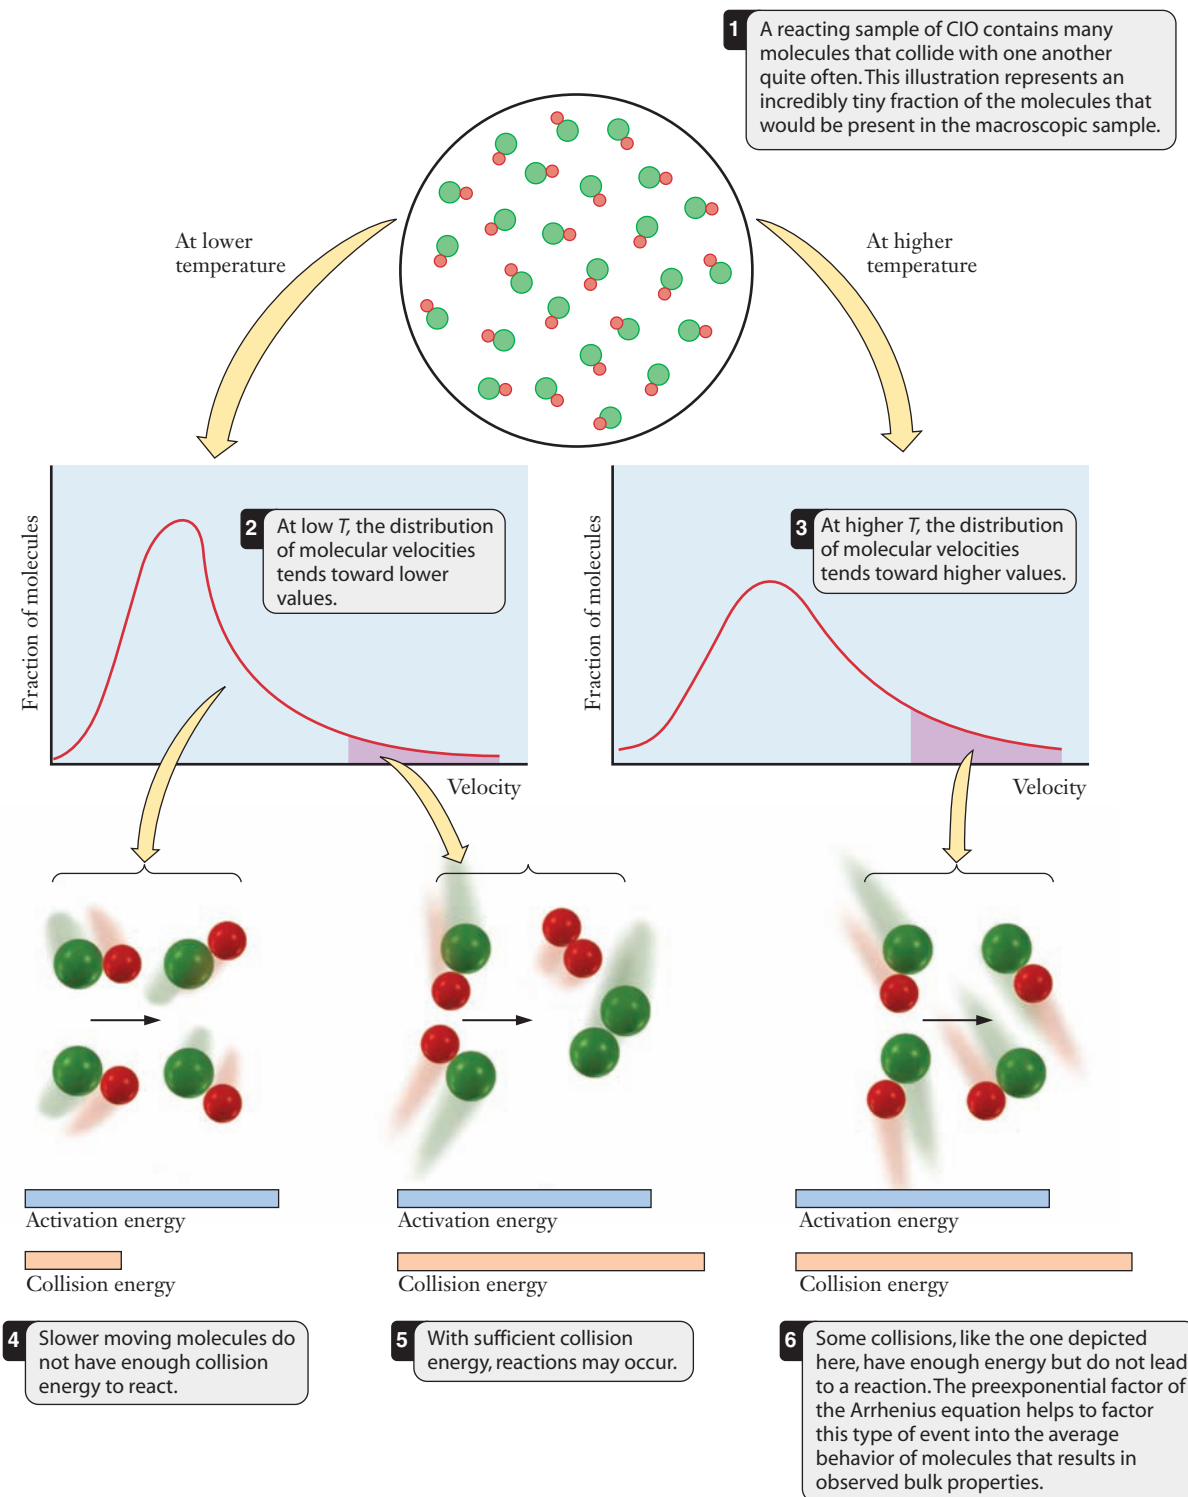 1
A reacting sample of ClO contains many
molecules that collide with one another
quite often. This illustration represents an
incredibly tiny fraction of the molecules that
would be present in the macroscopic sample.
At lower
temperature
At higher
temperature
Fraction of molecules
2
At low T, the distribution
of molecular velocities
tends toward lower
values.
Velocity
Fraction of molecules
3
At higher T, the distribution
of molecular velocities
tends toward higher values.
Velocity
Activation energy
Collision energy
4
Slower moving molecules do
not have enough collision
energy to react.
Activation energy
Collision energy
5
With sufficient collision
energy, reactions may occur.
Activation energy
Collision energy
6
Some collisions, like the one depicted
here, have enough energy but do not lead
to a reaction. The preexponential factor of
the Arrhenius equation helps to factor
this type of event into the average
behavior of molecules that results in
observed bulk properties.